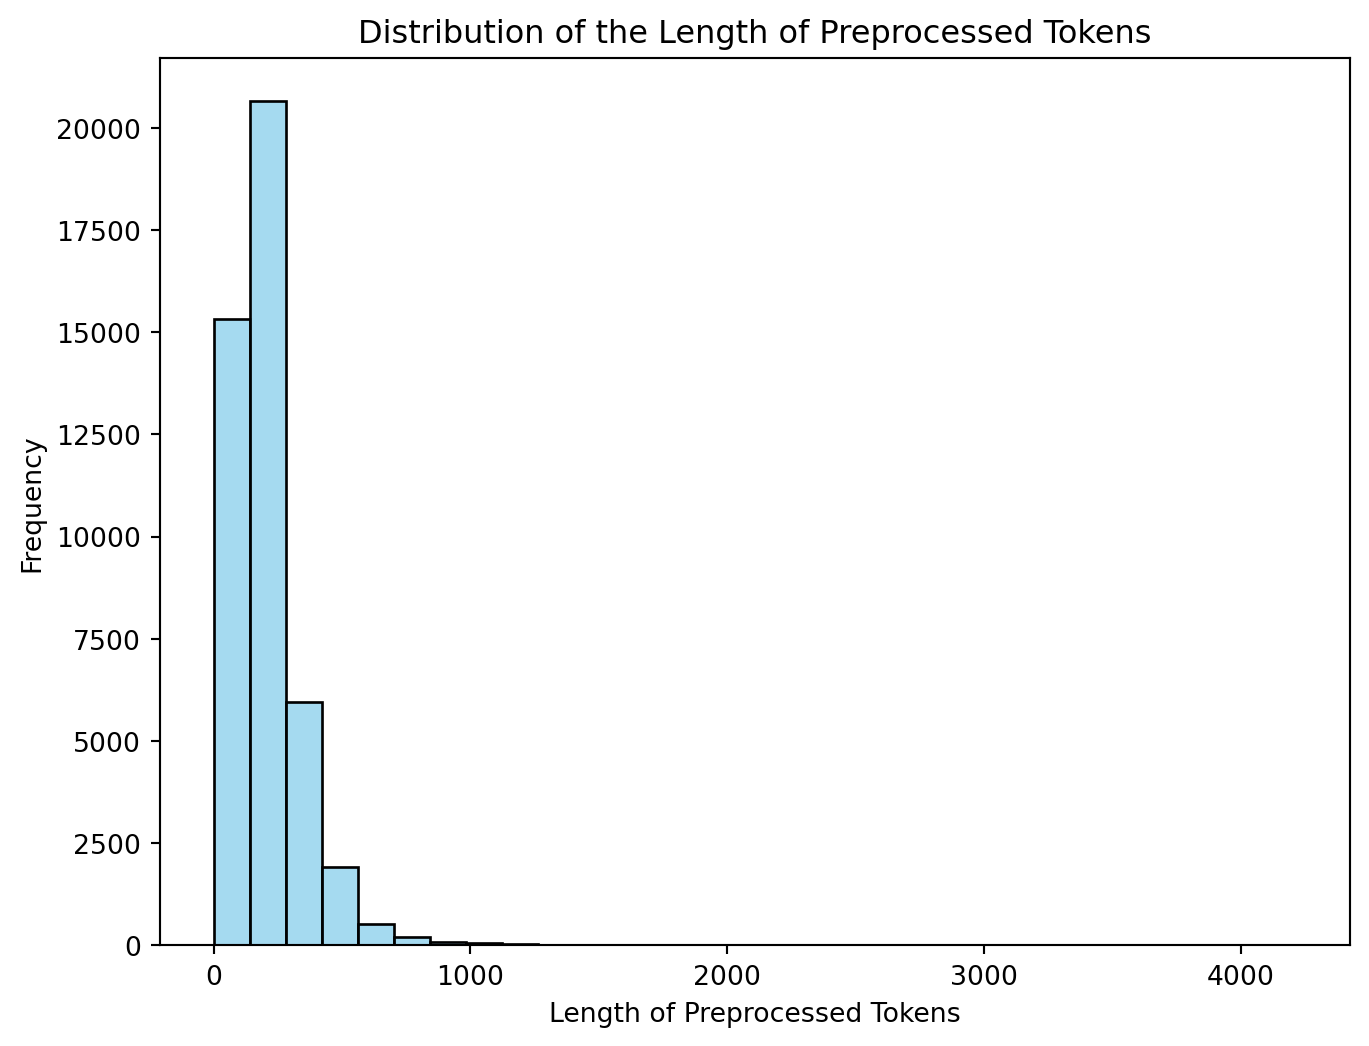 Distribution of the Length of Preprocessed Tokens
20000
17500
15000
12500
10000
7500
5000
2500
0
Frequency
0 1000 2000 3000 4000
Length of Preprocessed Tokens